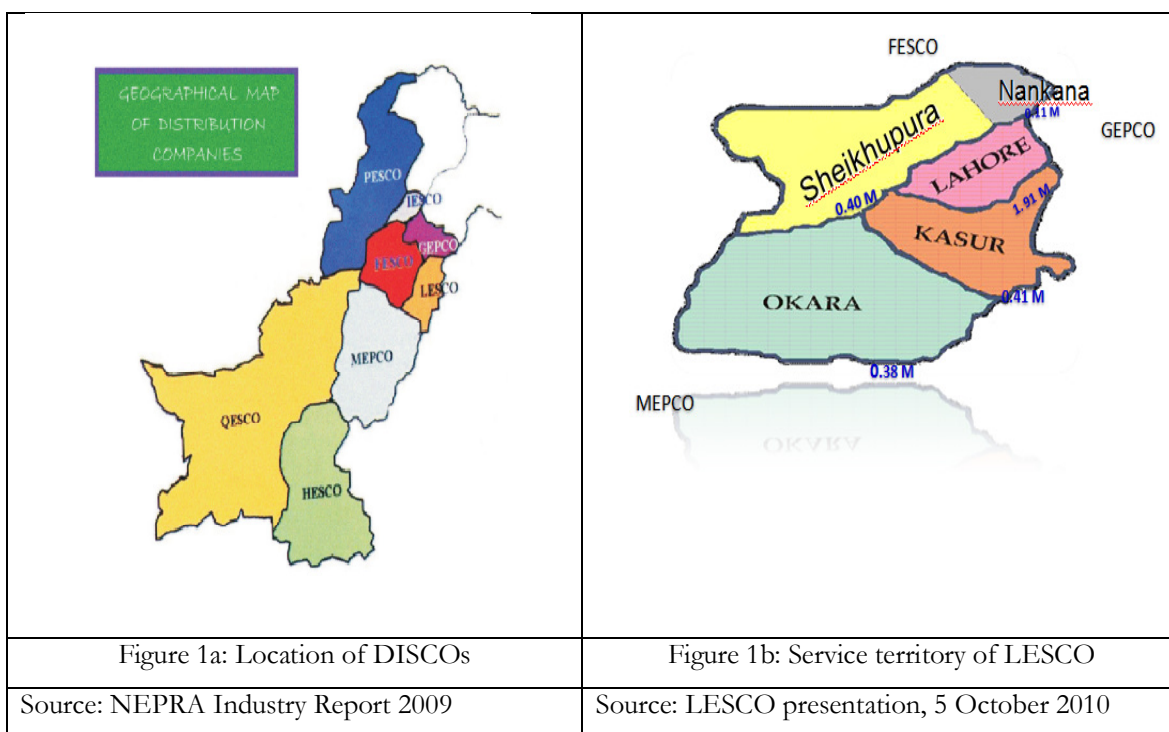 GEOGRAPHICAL MAP
OF DISTRIBUTION
COMPANIES
PESCO
IESCO
GEPCO
FESCO
LESCO
MEPCO
QESCO
HESCO
Figure 1a: Location of DISCOs
Source: NEPRA Industry Report 2009
FESCO
Nankana
0.11 M
GEPCO
Sheikhupura
LAHORE
0.40 M
1.91 M
KASUR
0.41 M
OKARA
0.38 M
MEPCO
OKARA
Figure 1b: Service territory of LESCO
Source: LESCO presentation, 5 October 2010